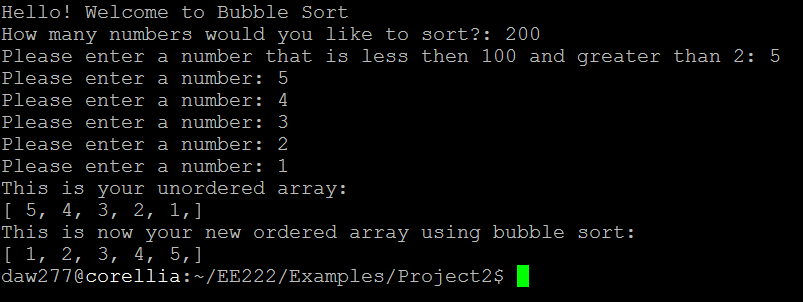 Hello! Welcome to Bubble Sort
How many numbers would you like to sort?: 200
Please enter a number that is less then 100 and greater than 2: 5
Please enter a number: 5
Please enter a number: 4
Please enter a number: 3
Please enter a number: 2
Please enter a number: 1
This is your unordered array:
[ 5, 4, 3, 2, 1,]
This is now your new ordered array using bubble sort:
[ 1, 2, 3, 4, 5,]
daw277@corellia:~/EE222/Examples/Project2$